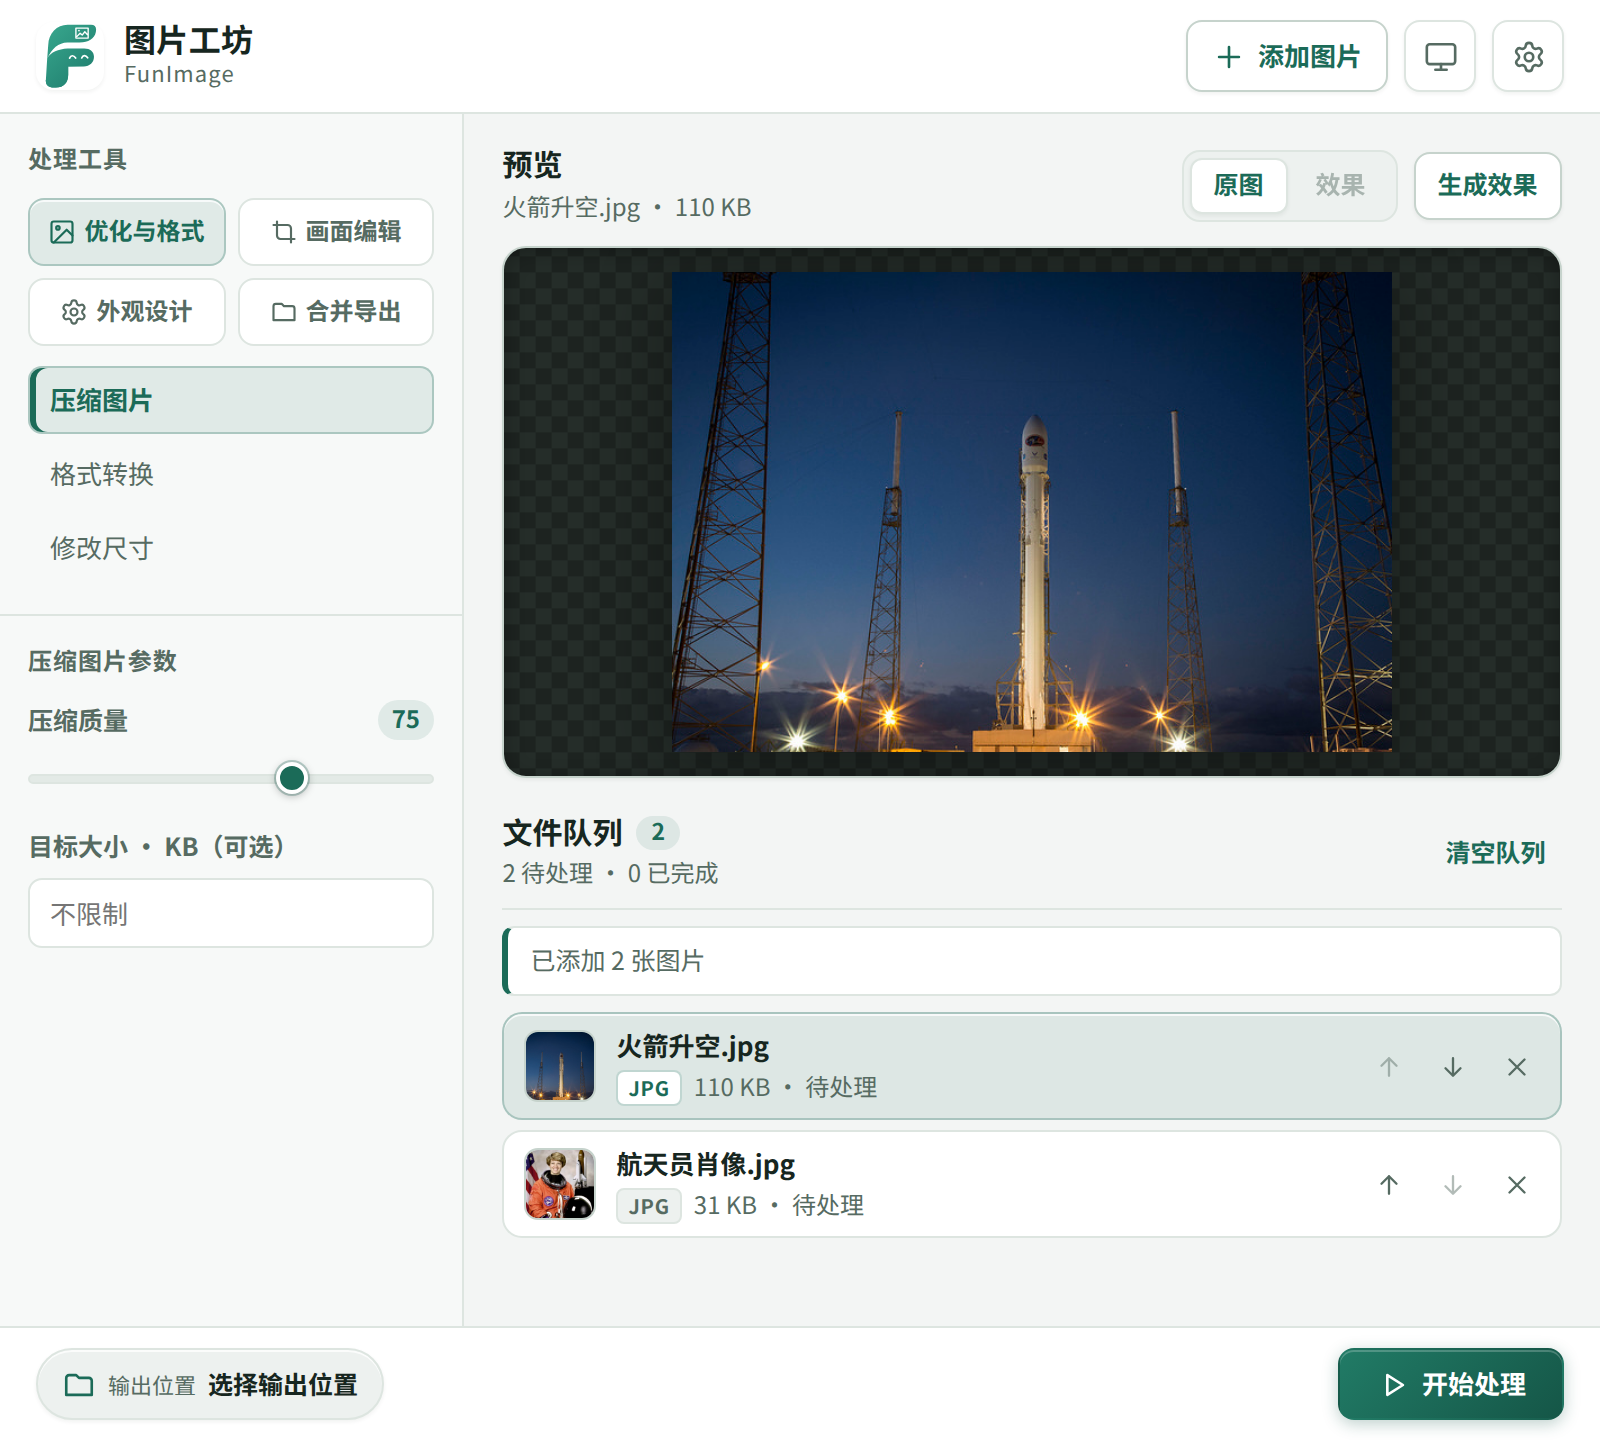 图片工坊
FunImage
添加图片
处理工具
优化与格式
画面编辑
外观设计
合并导出
压缩图片
格式转换
修改尺寸
压缩图片参数
压缩质量
75
目标大小 • KB（可选）
不限制
预览
火箭升空.jpg • 110 KB
原图
效果
生成效果
文件队列 2
2 待处理 • 0 已完成
清空队列
已添加 2 张图片
火箭升空.jpg
JPG 110 KB • 待处理
航天员肖像.jpg
JPG 31 KB • 待处理
输出位置 选择输出位置
开始处理